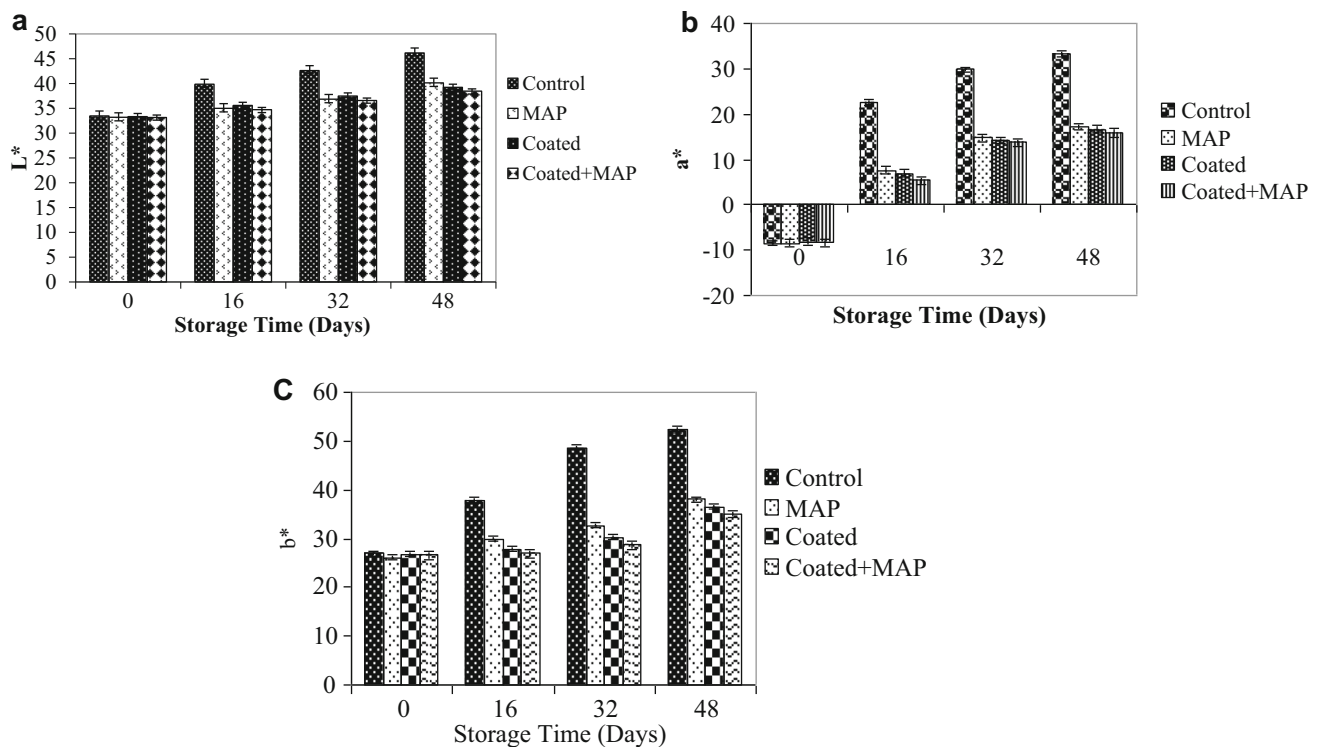 a
50
45
40
35
30
25
20
15
10
5
0
L*
0 16 32 48
Storage Time (Days)
Control
MAP
Coated
Coated+MAP
b
40
30
20
10
0
-10
-20
a*
0 16 32 48
Storage Time (Days)
Control
MAP
Coated
Coated+MAP
C
60
50
40
30
20
10
0
b*
0 16 32 48
Storage Time (Days)
Control
MAP
Coated
Coated+MAP